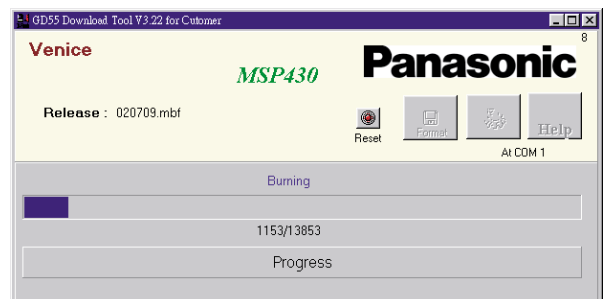 GD55 Download Tool V3.22 for Cutomer
8
Venice
MSP430
Panasonic
Release : 020709.mbf
Reset
Format
Help
At COM 1
Burning
1153/13853
Progress